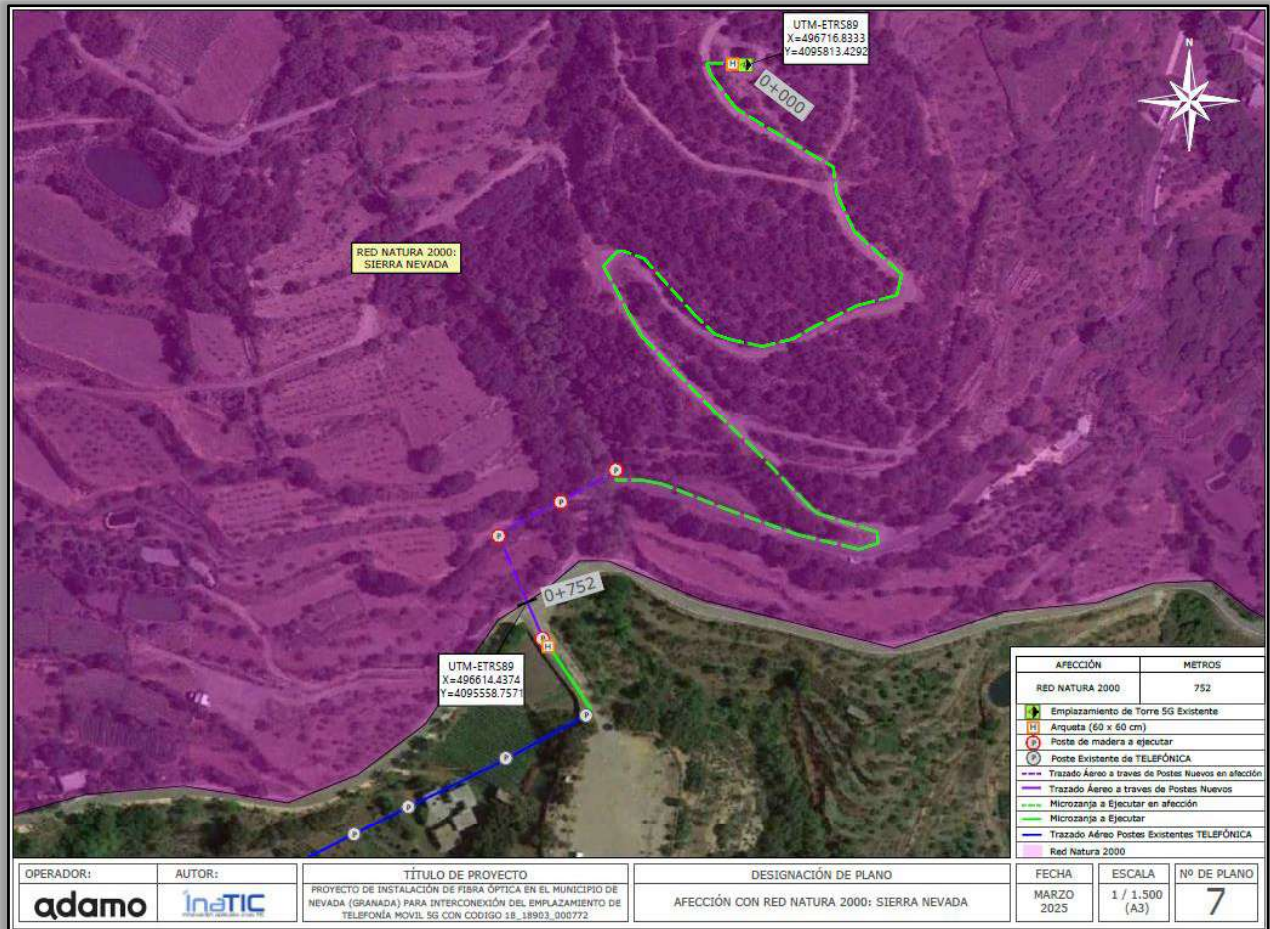 UTM-ETRS89
X=496716.8333
Y=4095813.4292
N
H
0+000
RED NATURA 2000:
SIERRA NEVADA
P
P
P
0+752
P
H
UTM-ETRS89
X=496614.4374
Y=4095558.7571
P
P
P
P
AFECCIÓN METROS
RED NATURA 2000 752
Emplazamiento de Torre 5G Existente
H Arqueta (60 x 60 cm)
P Poste de madera a ejecutar
P Poste Existente de TELEFÓNICA
Trazado Áereo a traves de Postes Nuevos en afección
Trazado Áereo a traves de Postes Nuevos
Microzanja a Ejecutar en afección
Microzanja a Ejecutar
Trazado Aéreo Postes Existentes TELEFÓNICA
Red Natura 2000
OPERADOR:
adamo
AUTOR:
inaTIC
TÍTULO DE PROYECTO
PROYECTO DE INSTALACIÓN DE FIBRA ÓPTICA EN EL MUNICIPIO DE
NEVADA (GRANADA) PARA INTERCONEXIÓN DEL EMPLAZAMIENTO DE
TELEFONÍA MOVIL 5G CON CODIGO 18_18903_000772
DESIGNACIÓN DE PLANO
AFECCIÓN CON RED NATURA 2000: SIERRA NEVADA
FECHA
MARZO
2025
ESCALA
1 / 1.500
(A3)
Nº DE PLANO
7